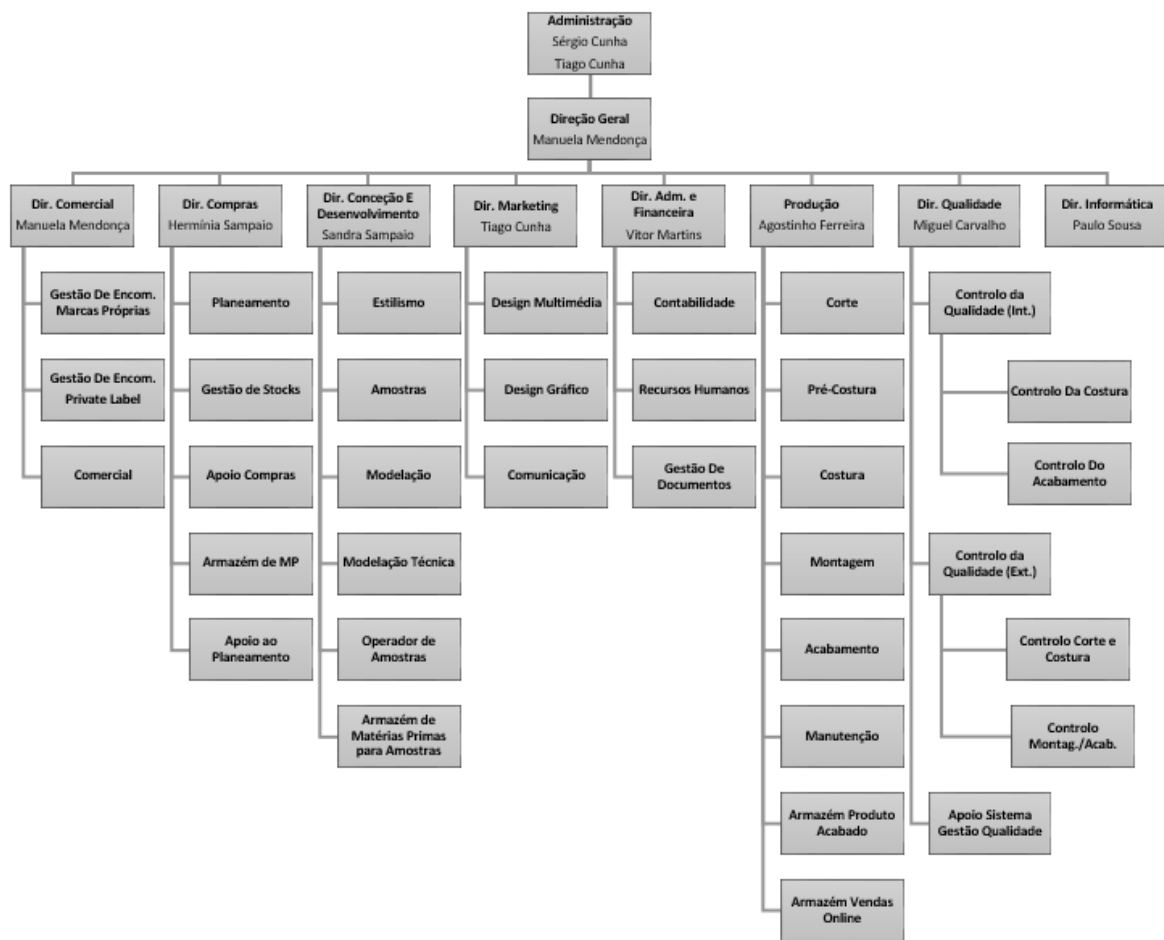 Administração
Sérgio Cunha
Tiago Cunha
Direção Geral
Manuela Mendonça
Dir. Comercial
Manuela Mendonça
Dir. Compras
Hermínia Sampaio
Dir. Conceção E
Desenvolvimento
Sandra Sampaio
Dir. Marketing
Tiago Cunha
Dir. Adm. e
Financeira
Vitor Martins
Produção
Agostinho Ferreira
Dir. Qualidade
Miguel Carvalho
Dir. Informática
Paulo Sousa
Gestão De Encom.
Marcas Próprias
Gestão De Encom.
Private Label
Comercial
Planeamento
Gestão de Stocks
Apoio Compras
Armazém de MP
Apoio ao
Planeamento
Estilismo
Amostras
Modelação
Modelação Técnica
Operador de
Amostras
Armazém de
Matérias Primas
para Amostras
Design Multimédia
Design Gráfico
Comunicação
Contabilidade
Recursos Humanos
Gestão De
Documentos
Corte
Pré-Costura
Costura
Montagem
Acabamento
Manutenção
Armazém Produto
Acabado
Armazém Vendas
Online
Controlo da
Qualidade (Int.)
Controlo Da Costura
Controlo Do
Acabamento
Controlo da
Qualidade (Ext.)
Controlo Corte e
Costura
Controlo
Montag./Acab.
Apoio Sistema
Gestão Qualidade